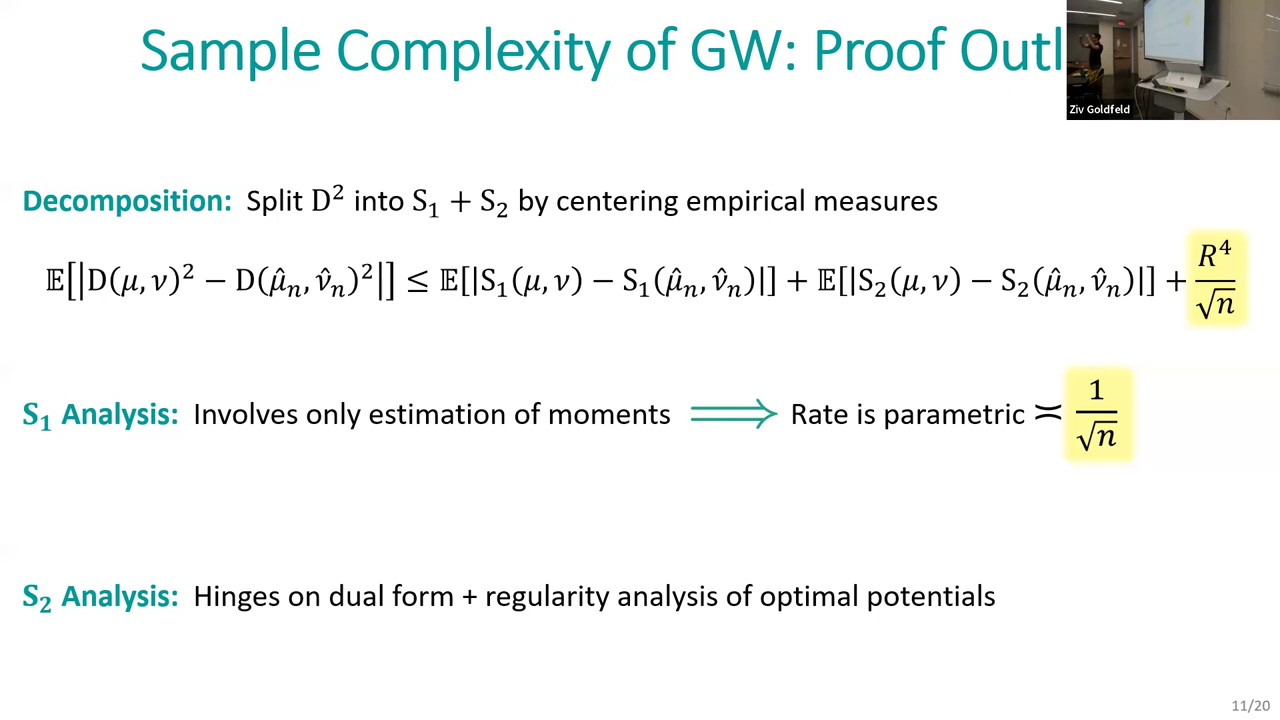 Sample Complexity of GW: Proof Outl
Ziv Goldfeld
Decomposition: Split D² into S₁ + S₂ by centering empirical measures
𝔼[|D(μ, ν)² − D(μ̂ₙ, ν̂ₙ)²|] ≤ 𝔼[|S₁(μ, ν) − S₁(μ̂ₙ, ν̂ₙ)|] + 𝔼[|S₂(μ, ν) − S₂(μ̂ₙ, ν̂ₙ)|] + R⁴/√n
S₁ Analysis: Involves only estimation of moments ⟹ Rate is parametric ≍ 1/√n
S₂ Analysis: Hinges on dual form + regularity analysis of optimal potentials
11/20